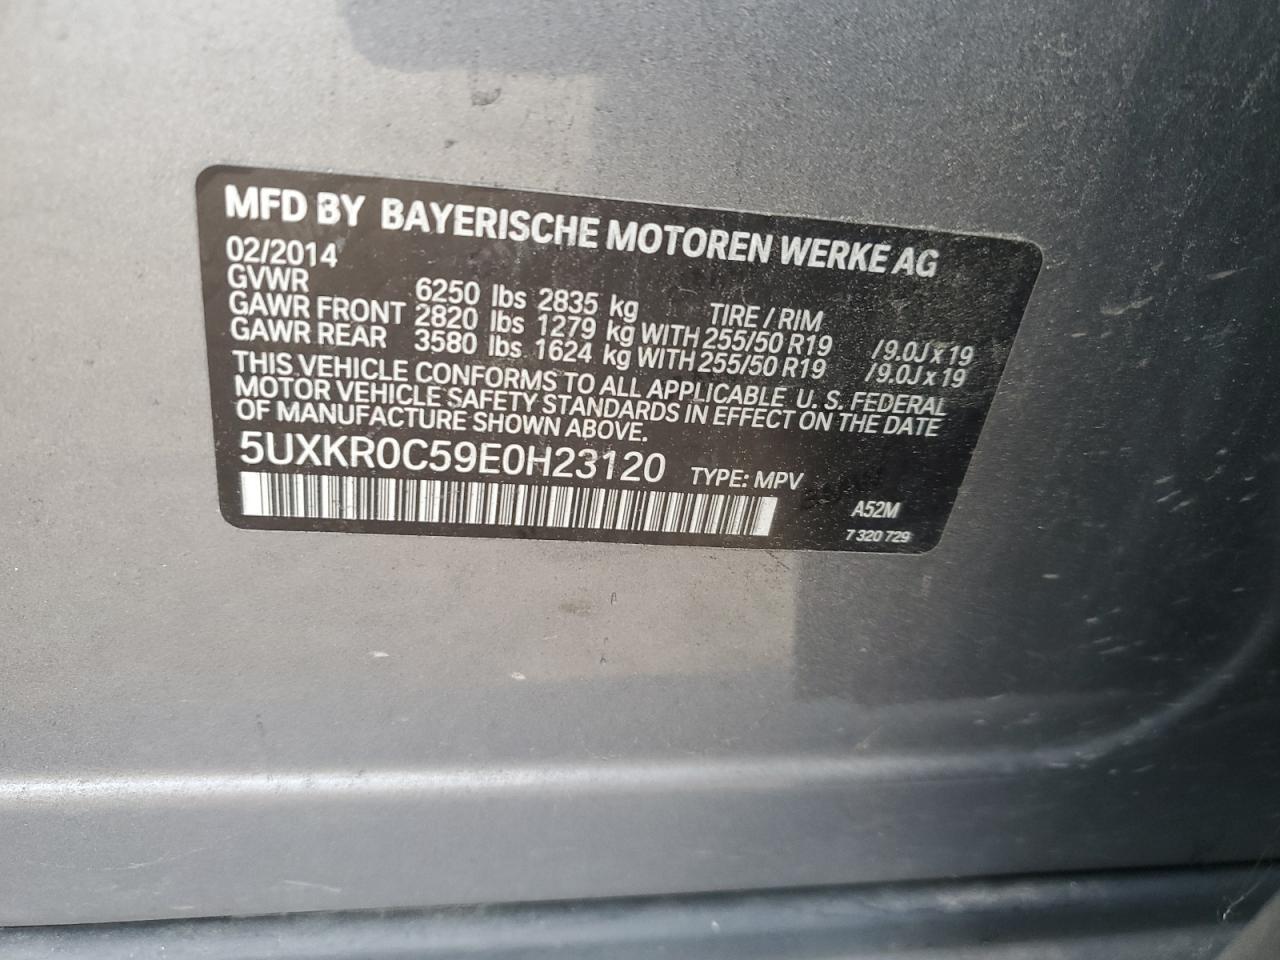 MFD BY BAYERISCHE MOTOREN WERKE AG
02/2014
GVWR 6250 lbs 2835 kg TIRE / RIM
GAWR FRONT 2820 lbs 1279 kg WITH 255/50 R19 /9.0J x 19
GAWR REAR 3580 lbs 1624 kg WITH 255/50 R19 /9.0J x 19
THIS VEHICLE CONFORMS TO ALL APPLICABLE U. S. FEDERAL
MOTOR VEHICLE SAFETY STANDARDS IN EFFECT ON THE DATE
OF MANUFACTURE SHOWN ABOVE.
5UXKR0C59E0H23120 TYPE: MPV
A52M
7 320 729